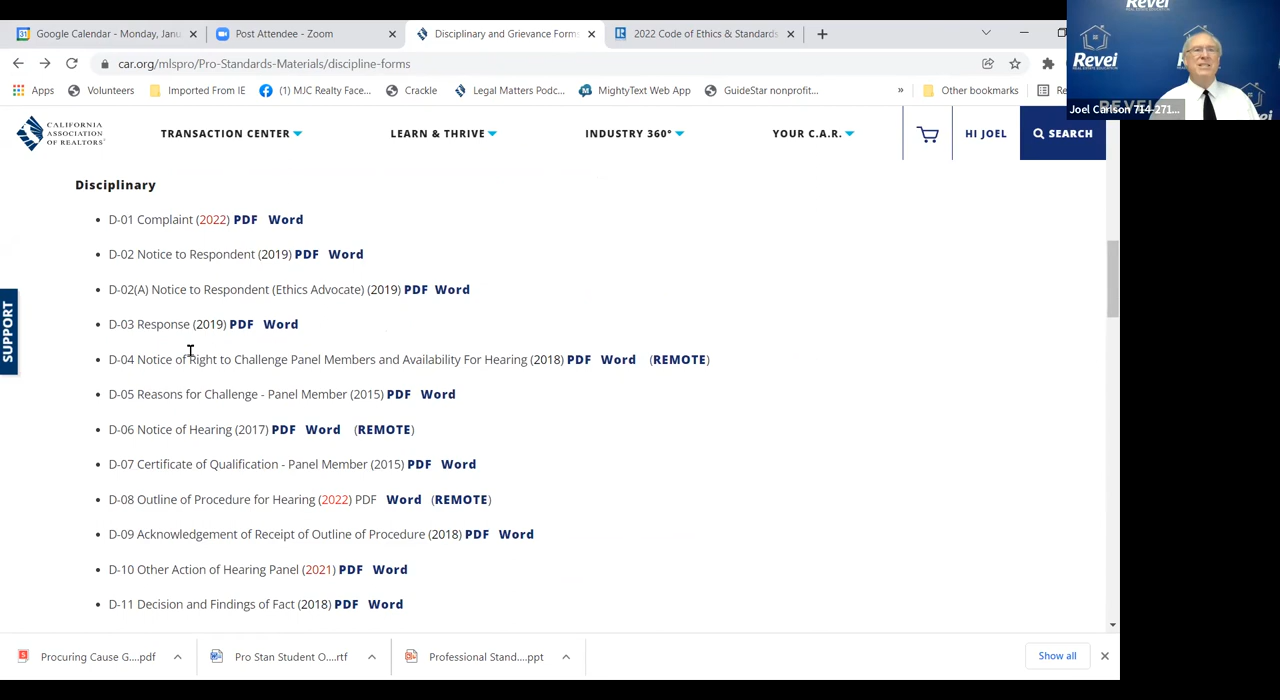 Google Calendar - Monday, Janu
Post Attendee - Zoom
Disciplinary and Grievance Form
2022 Code of Ethics & Standards
car.org/mlspro/Pro-Standards-Materials/discipline-forms
Apps
Volunteers
Imported From IE
(1) MJC Realty Face...
Crackle
Legal Matters Podc...
MightyText Web App
GuideStar nonprofit...
»
Other bookmarks
Re
Revei
REAL ESTATE EDUCATION
Revei
REAL ESTATE EDUCATION
Joel Carlson 714-271...
CALIFORNIA
ASSOCIATION
OF REALTORS®
TRANSACTION CENTER
LEARN & THRIVE
INDUSTRY 360°
YOUR C.A.R.
HI JOEL
SEARCH
SUPPORT
Disciplinary
• D-01 Complaint (2022) PDF Word
• D-02 Notice to Respondent (2019) PDF Word
• D-02(A) Notice to Respondent (Ethics Advocate) (2019) PDF Word
• D-03 Response (2019) PDF Word
• D-04 Notice of Right to Challenge Panel Members and Availability For Hearing (2018) PDF Word (REMOTE)
• D-05 Reasons for Challenge - Panel Member (2015) PDF Word
• D-06 Notice of Hearing (2017) PDF Word (REMOTE)
• D-07 Certificate of Qualification - Panel Member (2015) PDF Word
• D-08 Outline of Procedure for Hearing (2022) PDF Word (REMOTE)
• D-09 Acknowledgement of Receipt of Outline of Procedure (2018) PDF Word
• D-10 Other Action of Hearing Panel (2021) PDF Word
• D-11 Decision and Findings of Fact (2018) PDF Word
Procuring Cause G....pdf
Pro Stan Student O....rtf
Professional Stand....ppt
Show all